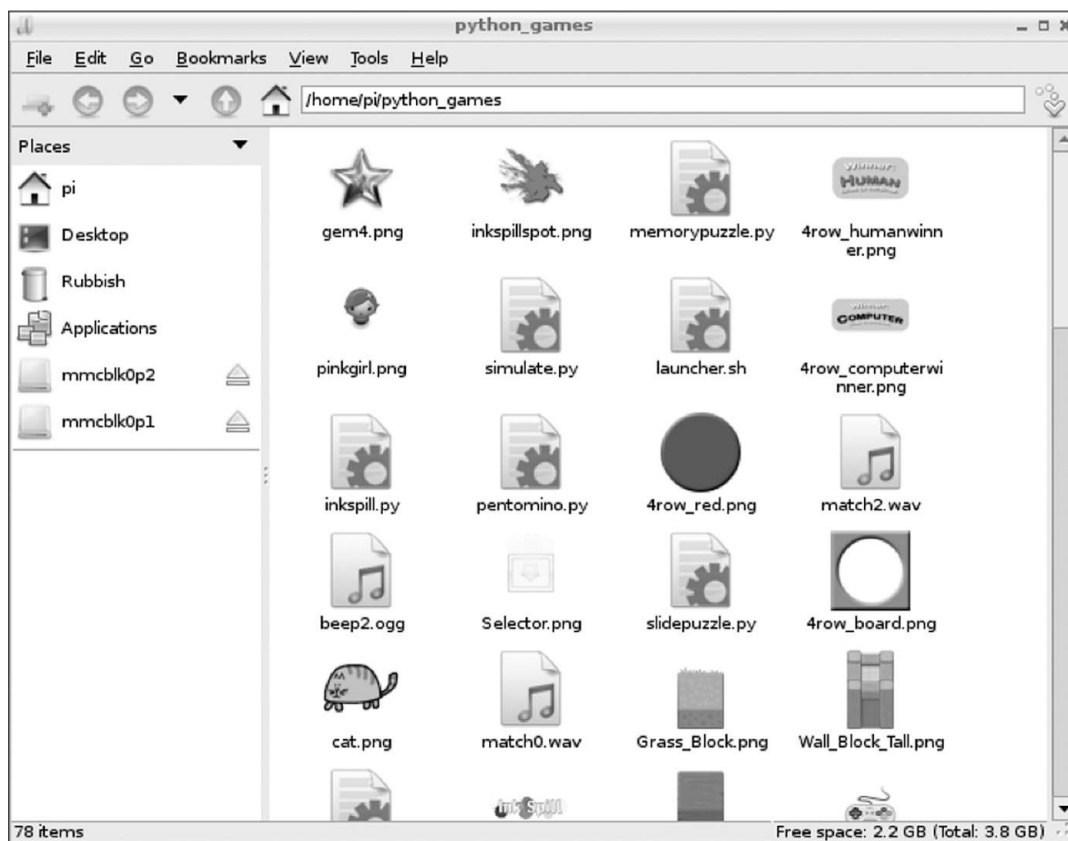 python_games
File Edit Go Bookmarks View Tools Help
/home/pi/python_games
Places
pi
Desktop
Rubbish
Applications
mmcblk0p2
mmcblk0p1
gem4.png
inkspillspot.png
memorypuzzle.py
Winner:
HUMAN
4row_humanwinn
er.png
pinkgirl.png
simulate.py
launcher.sh
COMPUTER
4row_computerwi
nner.png
inkspill.py
pentomino.py
4row_red.png
match2.wav
beep2.ogg
Selector.png
slidepuzzle.py
4row_board.png
cat.png
match0.wav
Grass_Block.png
Wall_Block_Tall.png
Ink Spill
78 items
Free space: 2.2 GB (Total: 3.8 GB)